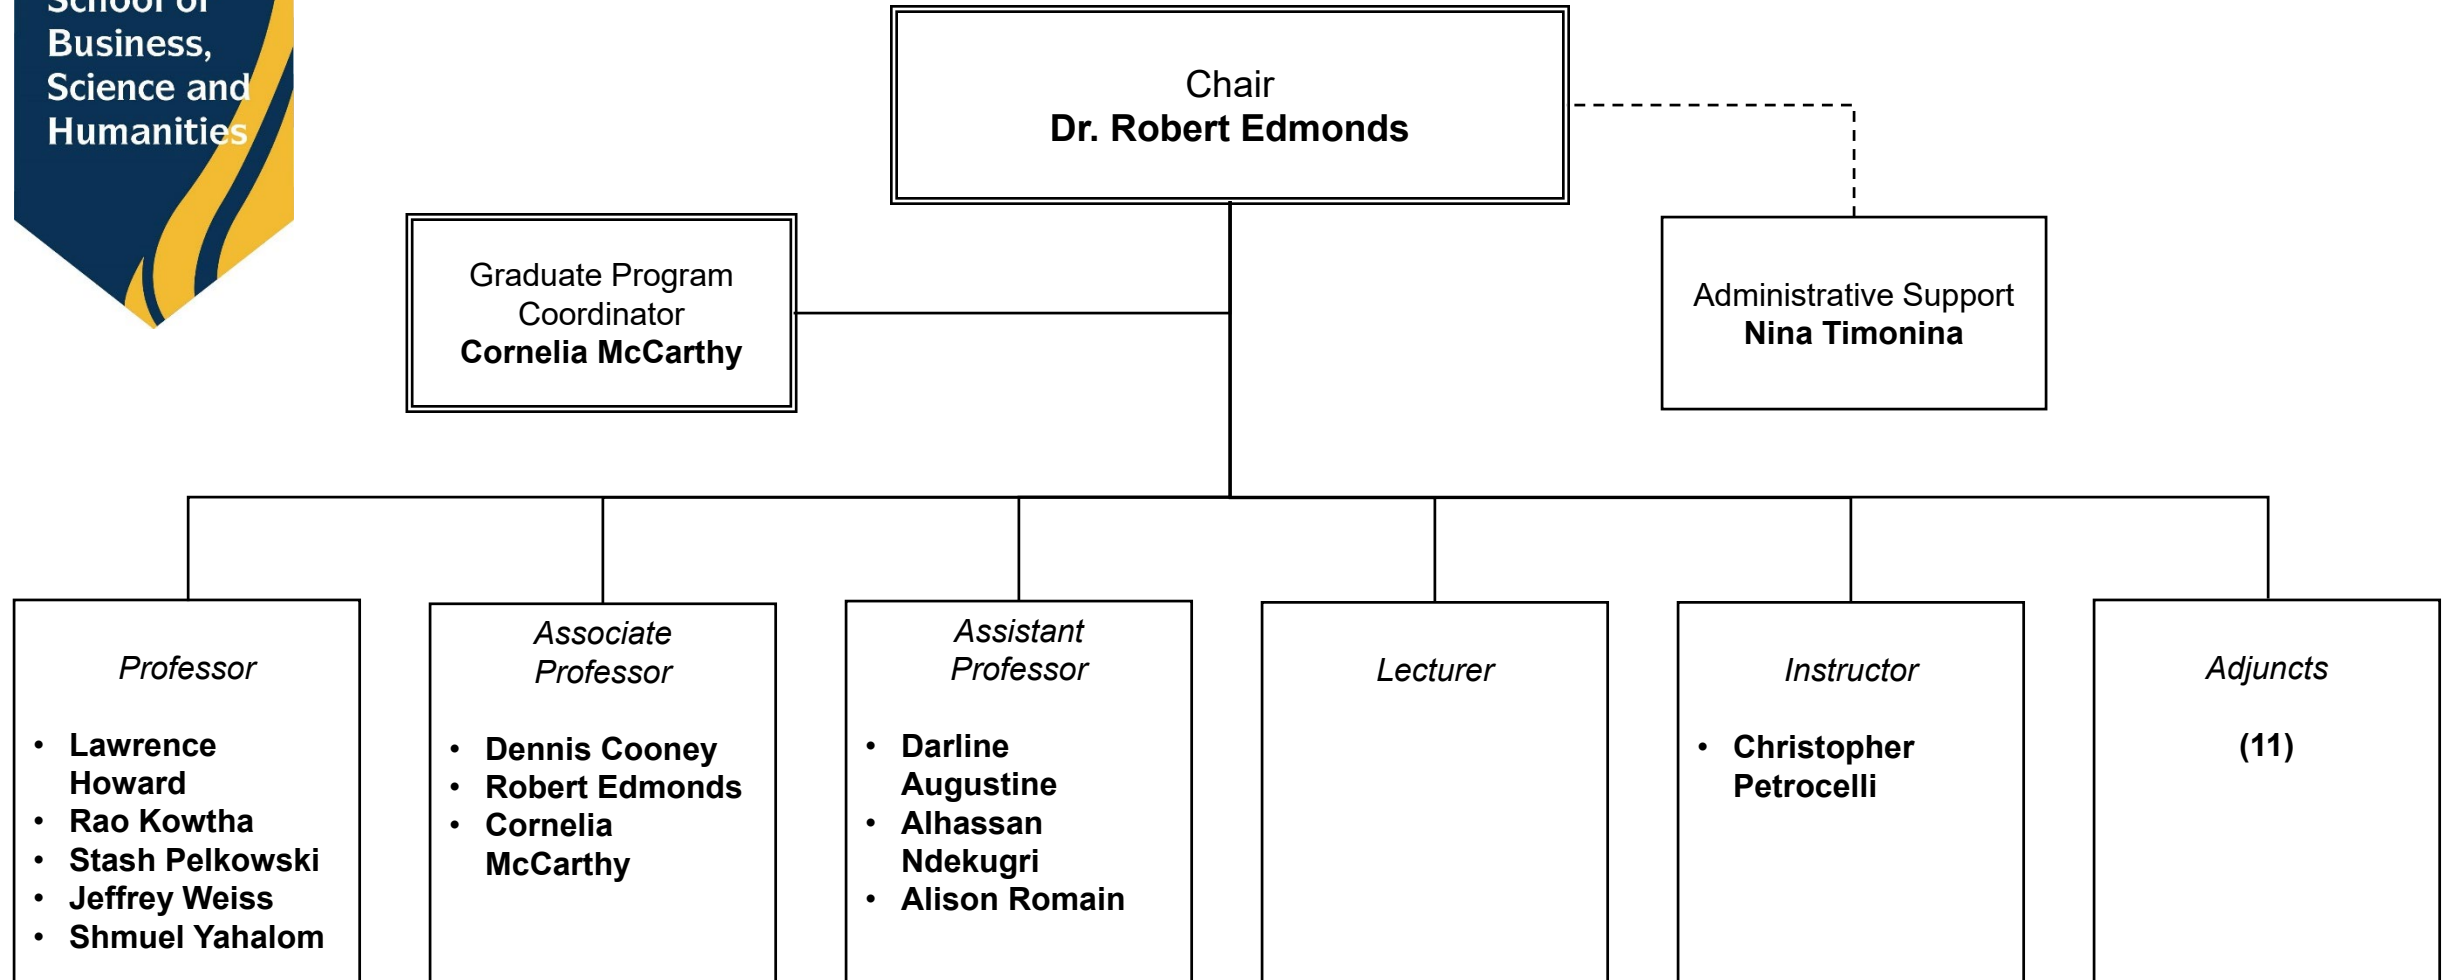 School of
Business,
Science and
Humanities
Chair
Dr. Robert Edmonds
Graduate Program
Coordinator
Cornelia McCarthy
Administrative Support
Nina Timonina
Professor
• Lawrence
Howard
• Rao Kowtha
• Stash Pelkowski
• Jeffrey Weiss
• Shmuel Yahalom
Associate
Professor
• Dennis Cooney
• Robert Edmonds
• Cornelia
McCarthy
Assistant
Professor
• Darline
Augustine
• Alhassan
Ndekugri
• Alison Romain
Lecturer
Instructor
• Christopher
Petrocelli
Adjuncts
(11)